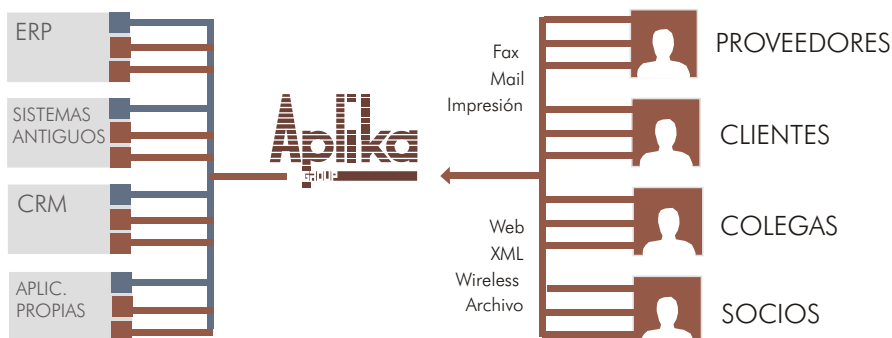 ERP
SISTEMAS
ANTIGUOS
CRM
APLIC.
PROPIAS
Aplika
GROUP
Fax
Mail
Impresión
Web
XML
Wireless
Archivo
PROVEEDORES
CLIENTES
COLEGAS
SOCIOS